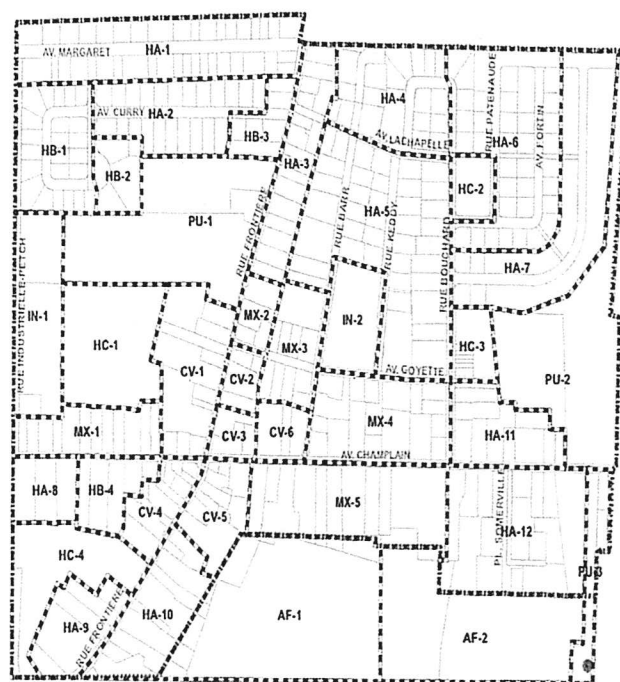 AV. MARGARET
HA-1
AV. CURRY
HA-2
HB-1
HB-2
HB-3
HA-3
HA-4
AV. LACHAPELLE
RUE PATENAUDE
HA-6
AV. FORTIN
HC-2
HA-7
PU-1
RUE FRONTIERE
HA-5
RUE BARR
RUE KEDDY
RUE BOUCHARD
RUE INDUSTRIELLE-FETCH
IN-1
HC-1
MX-2
MX-3
IN-2
HC-3
PU-2
CV-1
CV-2
AV. GOYETTE
MX-1
CV-3
CV-6
MX-4
AV. CHAMPLAIN
HA-11
HA-8
HB-4
CV-4
CV-5
MX-5
PL. SOMERVILLE
HA-12
HC-4
PU-3
HA-9
RUE FRONTIERE
HA-10
AF-1
AF-2